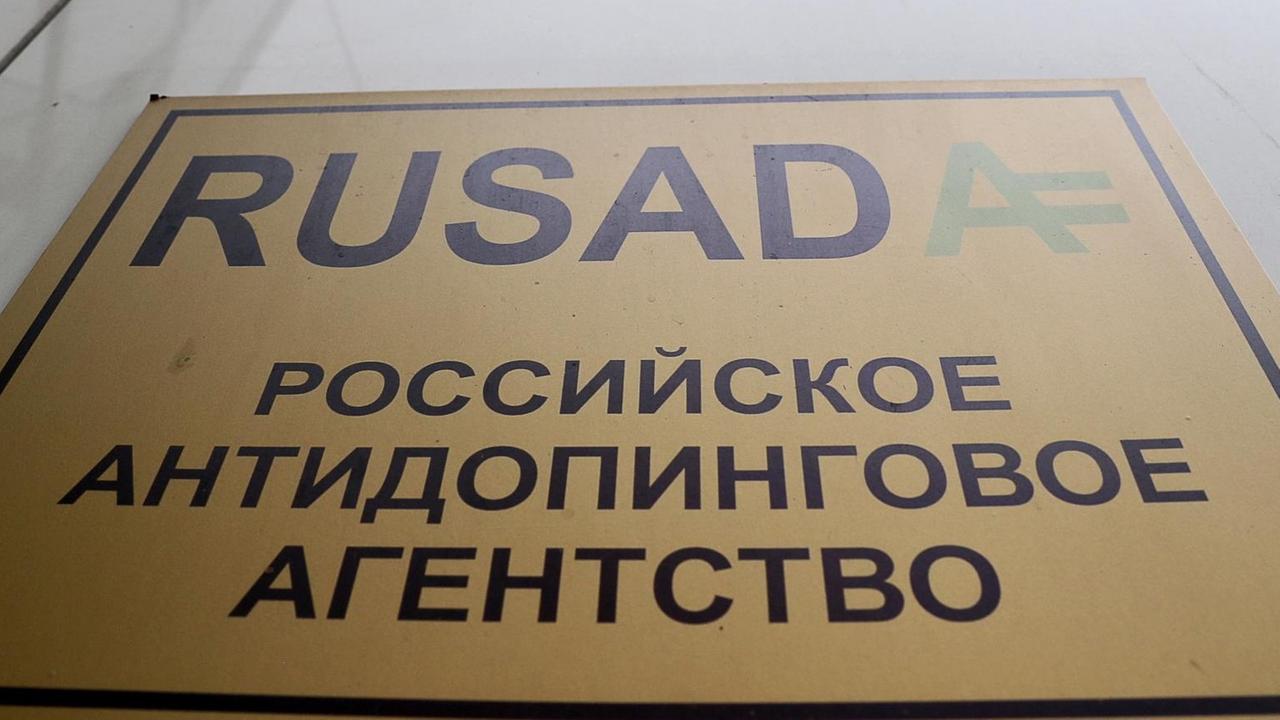 RUSADA
РОССИЙСКОЕ
АНТИДОПИНГОВОЕ
АГЕНТСТВО